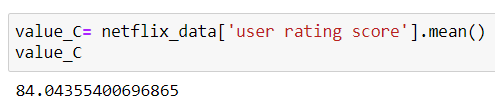 value_C= netflix_data['user rating score'].mean()
value_C
84.04355400696865